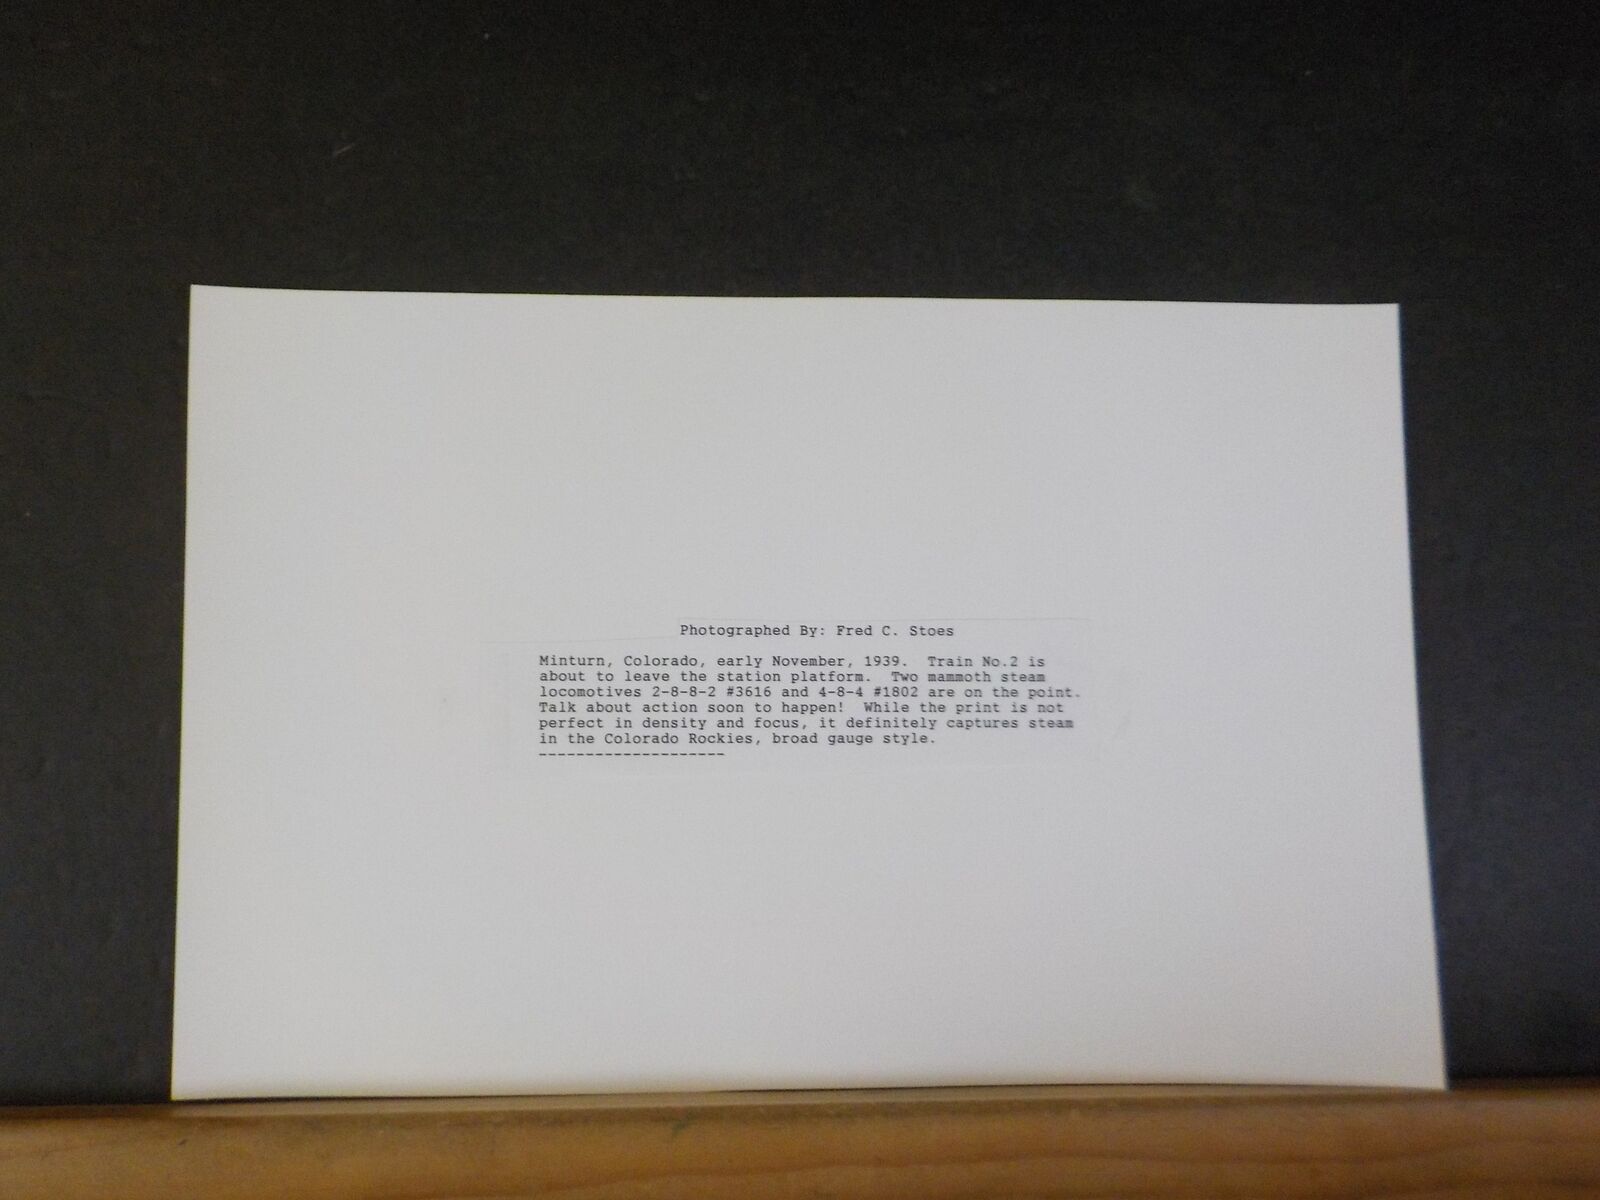 Photographed By: Fred C. Stoes
Minturn, Colorado, early November, 1939.  Train No.2 is
about to leave the station platform.  Two mammoth steam
locomotives 2-8-8-2 #3616 and 4-8-4 #1802 are on the point.
Talk about action soon to happen!  While the print is not
perfect in density and focus, it definitely captures steam
in the Colorado Rockies, broad gauge style.
--------------------